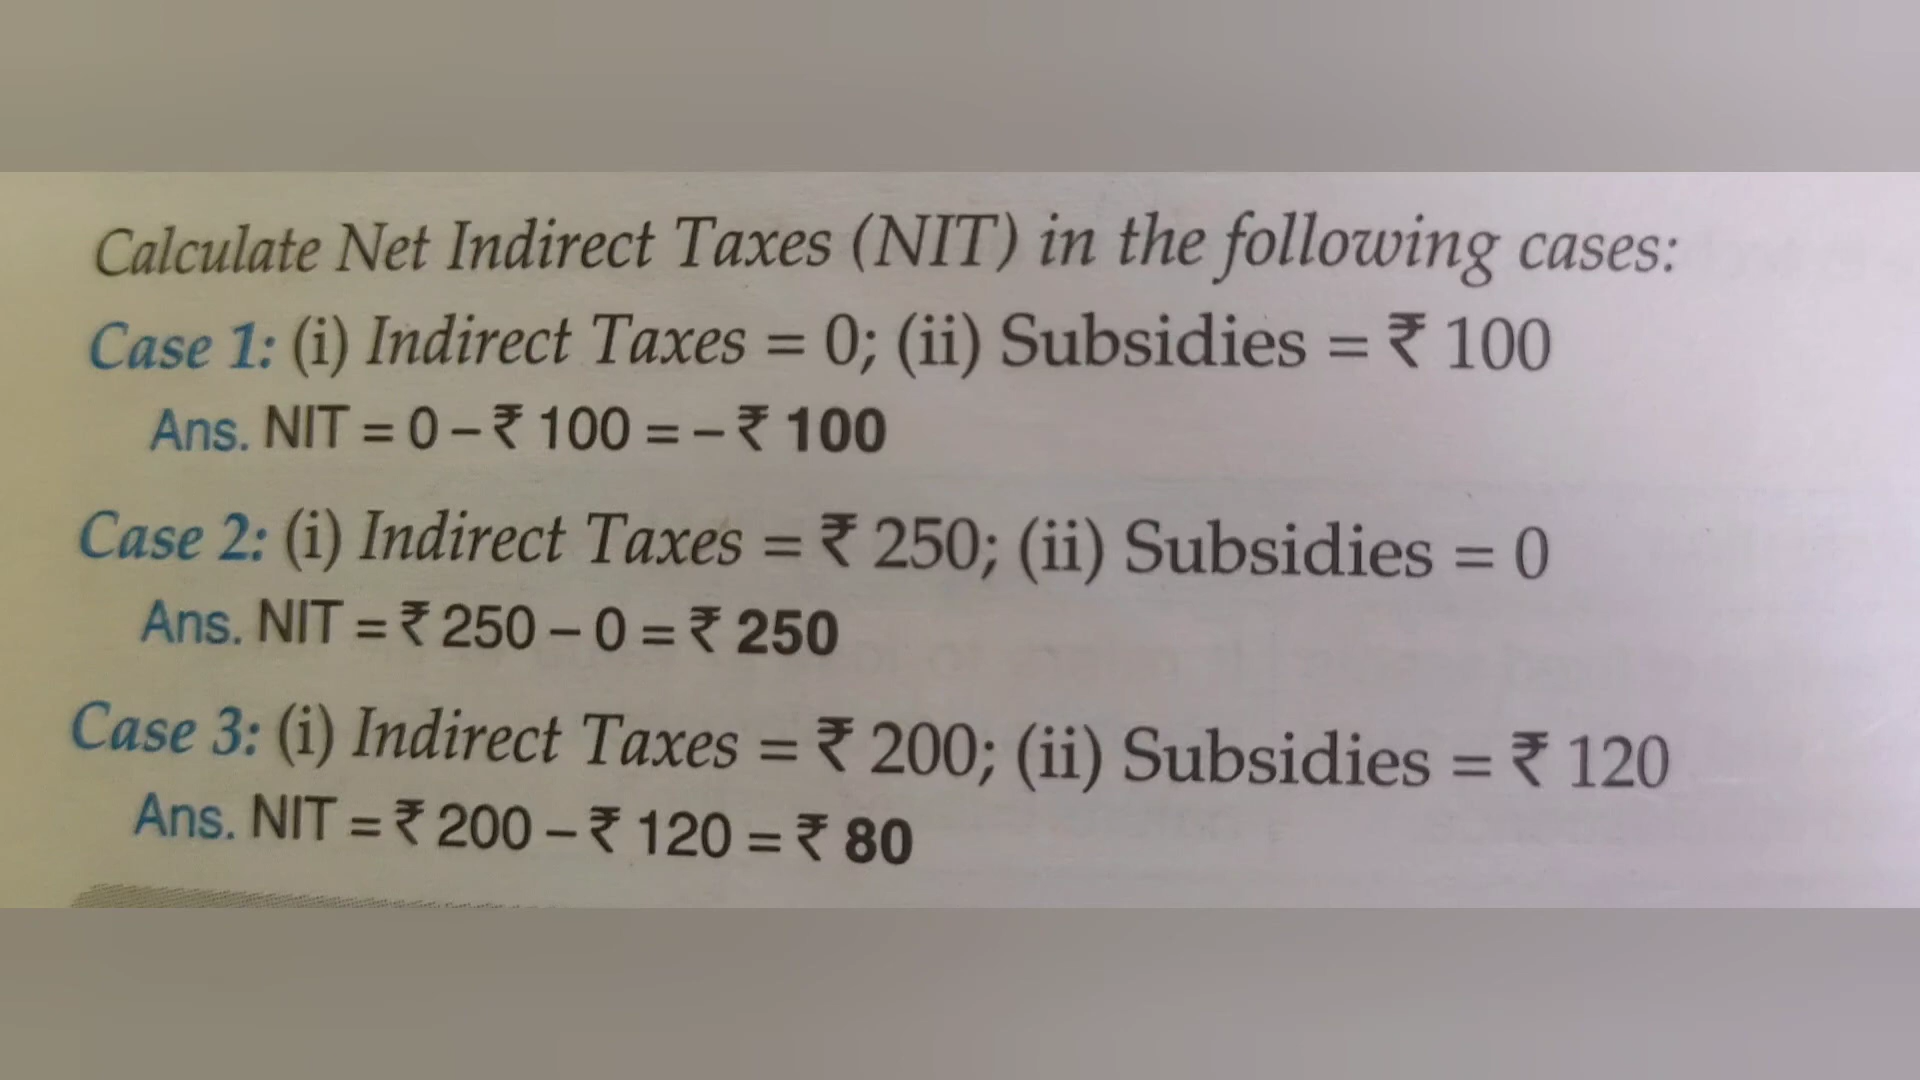 Calculate Net Indirect Taxes (NIT) in the following cases:
Case 1: (i) Indirect Taxes = 0; (ii) Subsidies = ₹ 100
Ans. NIT = 0 – ₹ 100 = – ₹ 100
Case 2: (i) Indirect Taxes = ₹ 250; (ii) Subsidies = 0
Ans. NIT = ₹ 250 – 0 = ₹ 250
Case 3: (i) Indirect Taxes = ₹ 200; (ii) Subsidies = ₹ 120
Ans. NIT = ₹ 200 – ₹ 120 = ₹ 80